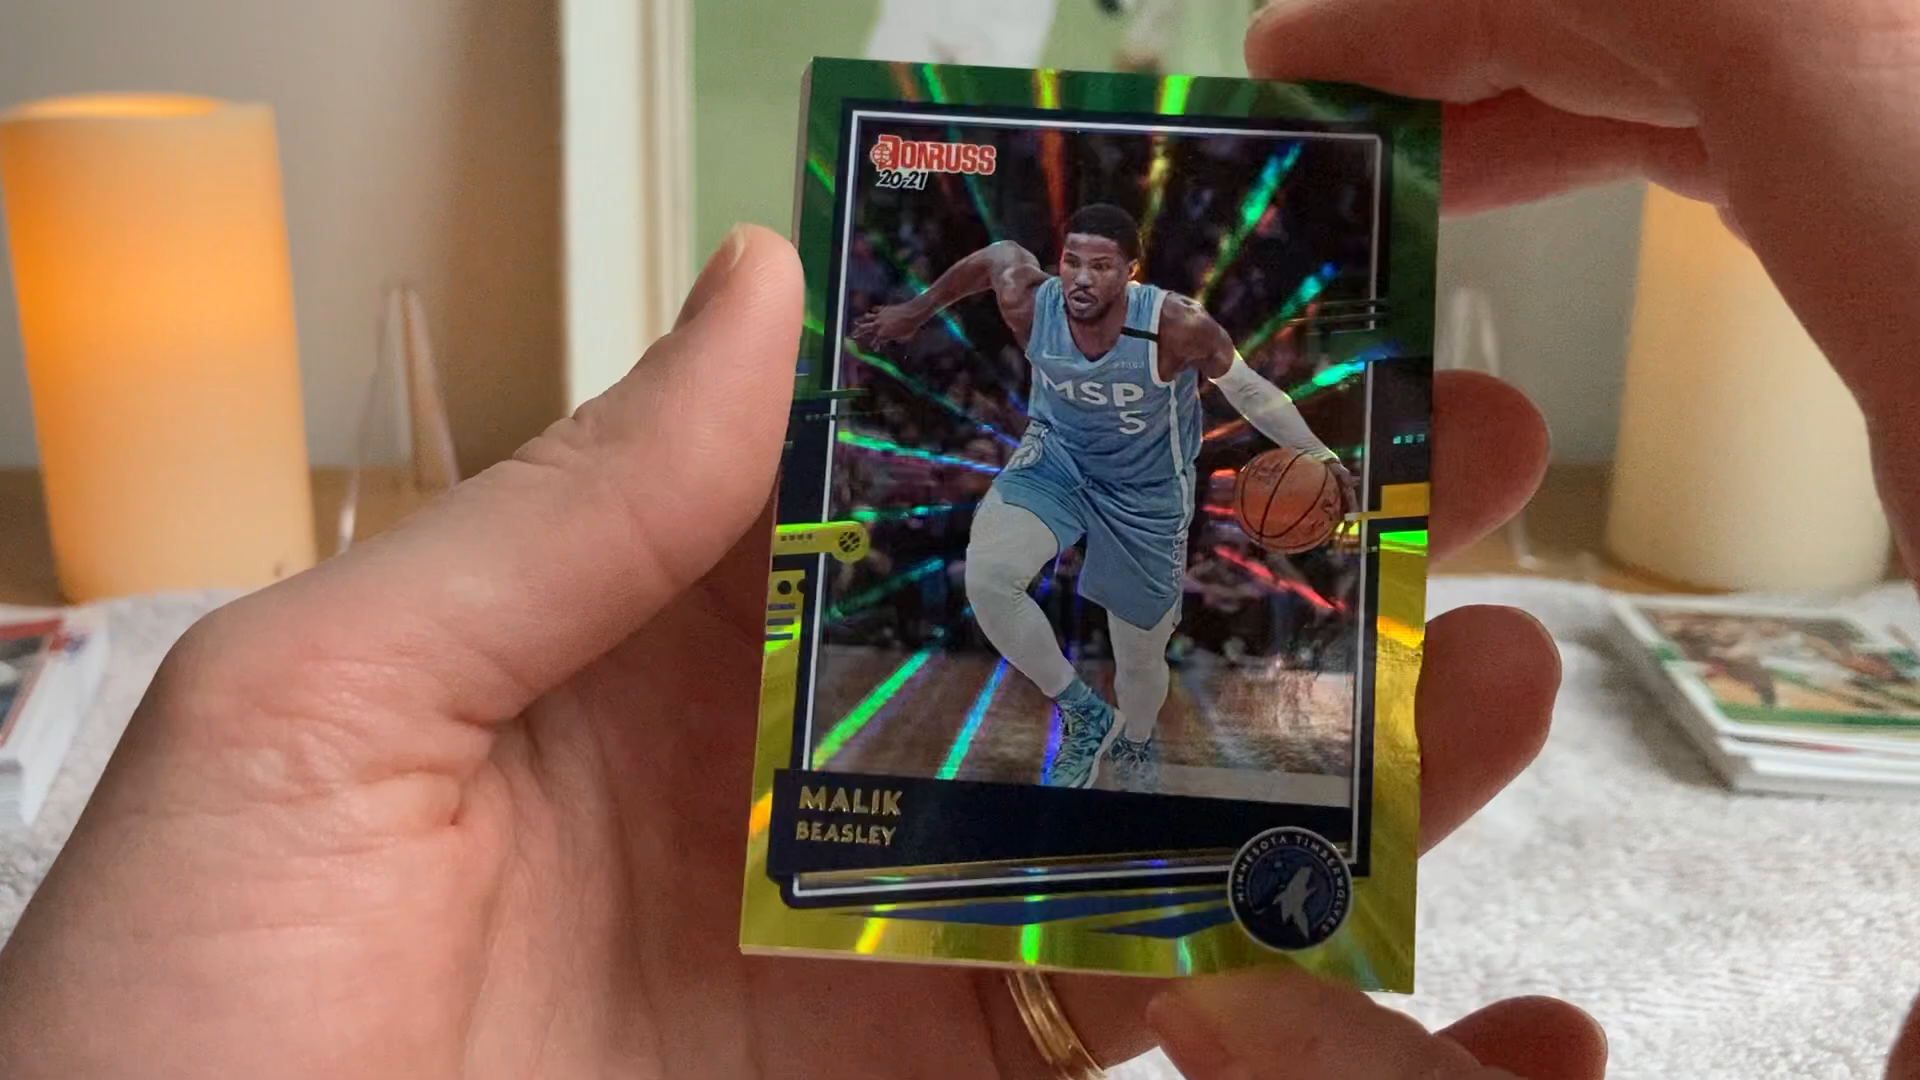 DONRUSS
20-21
MSP
5
MALIK
BEASLEY
MINNESOTA TIMBERWOLVES